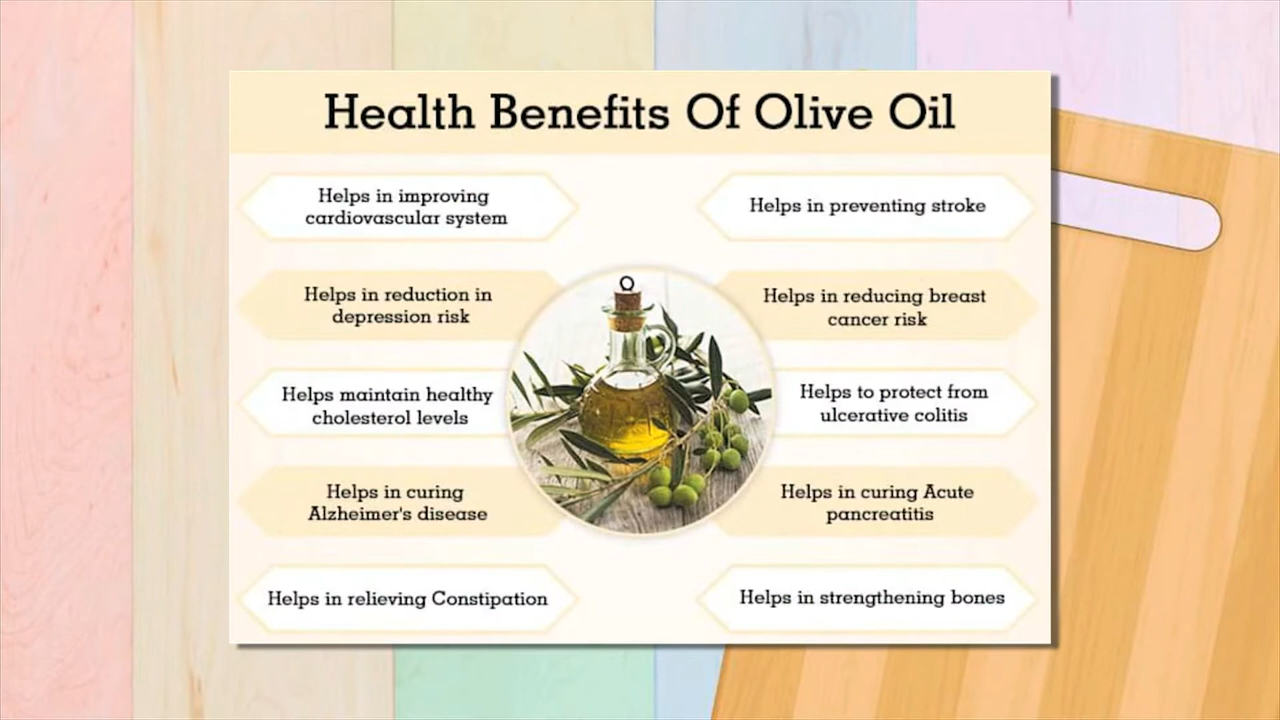 Health Benefits Of Olive Oil
Helps in improving
cardiovascular system
Helps in preventing stroke
Helps in reduction in
depression risk
Helps in reducing breast
cancer risk
Helps maintain healthy
cholesterol levels
Helps to protect from
ulcerative colitis
Helps in curing
Alzheimer's disease
Helps in curing Acute
pancreatitis
Helps in relieving Constipation
Helps in strengthening bones